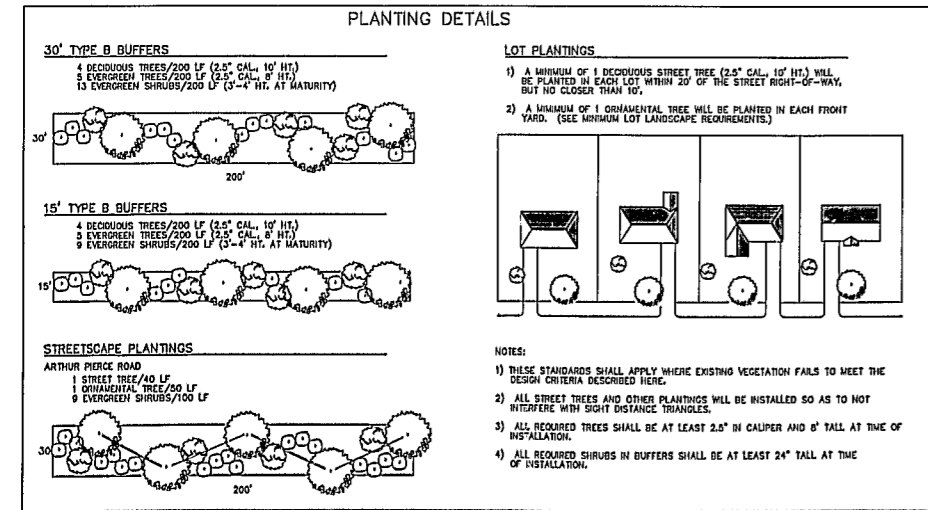 PLANTING DETAILS
30' TYPE B BUFFERS
4 DECIDUOUS TREES/200 LF (2.5" CAL., 10' HT.)
5 EVERGREEN TREES/200 LF (2.5" CAL., 8' HT.)
13 EVERGREEN SHRUBS/200 LF (3'-4' HT. AT MATURITY)
30'
200'
15' TYPE B BUFFERS
4 DECIDUOUS TREES/200 LF (2.5" CAL., 10' HT.)
5 EVERGREEN TREES/200 LF (2.5" CAL., 8' HT.)
9 EVERGREEN SHRUBS/200 LF (3'-4' HT. AT MATURITY)
15'
STREETSCAPE PLANTINGS
ARTHUR PIERCE ROAD
1 STREET TREE/40 LF
1 ORNAMENTAL TREE/50 LF
9 EVERGREEN SHRUBS/100 LF
30
200'
LOT PLANTINGS
1) A MINIMUM OF 1 DECIDUOUS STREET TREE (2.5" CAL., 10' HT.) WILL
BE PLANTED IN EACH LOT WITHIN 20' OF THE STREET RIGHT-OF-WAY,
BUT NO CLOSER THAN 10'.
2) A MIMIMUM OF 1 ORNAMENTAL TREE WILL BE PLANTED IN EACH FRONT
YARD. (SEE MINIMUM LOT LANDSCAPE REQUIREMENTS.)
NOTES:
1) THESE STANDARDS SHALL APPLY WHERE EXISTING VEGETATION FAILS TO MEET THE
DESIGN CRITERIA DESCRIBED HERE.
2) ALL STREET TREES AND OTHER PLANTINGS WILL BE INSTALLED SO AS TO NOT
INTERFERE WITH SIGHT DISTANCE TRIANGLES.
3) ALL REQUIRED TREES SHALL BE AT LEAST 2.5" IN CALIPER AND 8' TALL AT TIME OF
INSTALLATION.
4) ALL REQUIRED SHRUBS IN BUFFERS SHALL BE AT LEAST 24" TALL AT TIME
OF INSTALLATION.